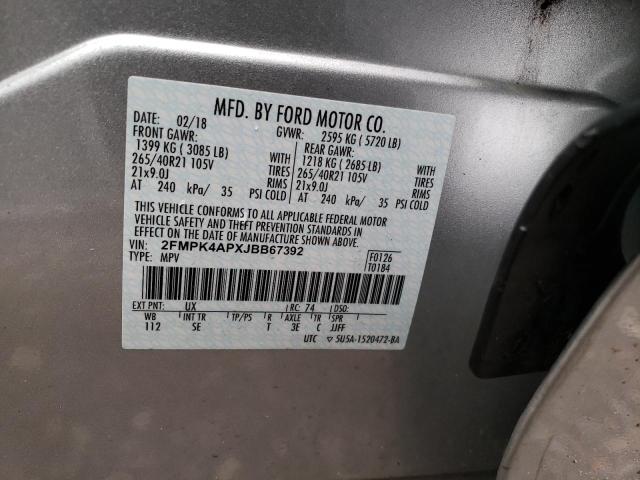 MFD. BY FORD MOTOR CO.
DATE: 02/18 GVWR: 2595 KG ( 5720 LB)
FRONT GAWR: REAR GAWR:
1399 KG ( 3085 LB) WITH 1218 KG ( 2685 LB) WITH
265/40R21 105V TIRES 265/40R21 105V TIRES
21x9.0J RIMS 21x9.0J RIMS
AT 240 kPa/ 35 PSI COLD AT 240 kPa/ 35 PSI COLD
THIS VEHICLE CONFORMS TO ALL APPLICABLE FEDERAL MOTOR
VEHICLE SAFETY AND THEFT PREVENTION STANDARDS IN
EFFECT ON THE DATE OF MANUFACTURE SHOWN ABOVE.
VIN: 2FMPK4APXJBB67392 F0126
TYPE: MPV T0184
EXT PNT: UX RC: 74 DSO:
WB INT TR TP/PS R AXLE TR SPR
112 SE T 3E C JJFF
UTC ▽ 5U5A-1520472-BA